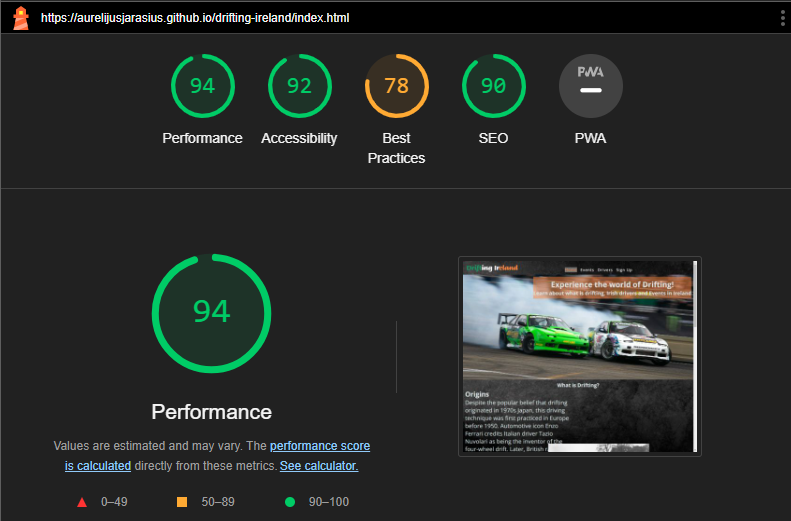 https://aurelijusjarasius.github.io/drifting-ireland/index.html
94
92
78
90
PWA
Performance
Accessibility
Best
Practices
SEO
PWA
94
Performance
Values are estimated and may vary. The performance score
is calculated directly from these metrics. See calculator.
0–49
50–89
90–100
Drifting Ireland
Events Drivers Sign Up
Experience the world of Drifting!
Learn about what is drifting, Irish drivers and Events in Ireland
What is Drifting?
Origins
Despite the popular belief that drifting
originated in 1970s Japan, this driving
technique was first practiced in Europe
before 1950. Automotive icon Enzo
Ferrari credits Italian driver Tazio
Nuvolari as being the inventor of the
four-wheel drift. Later, British